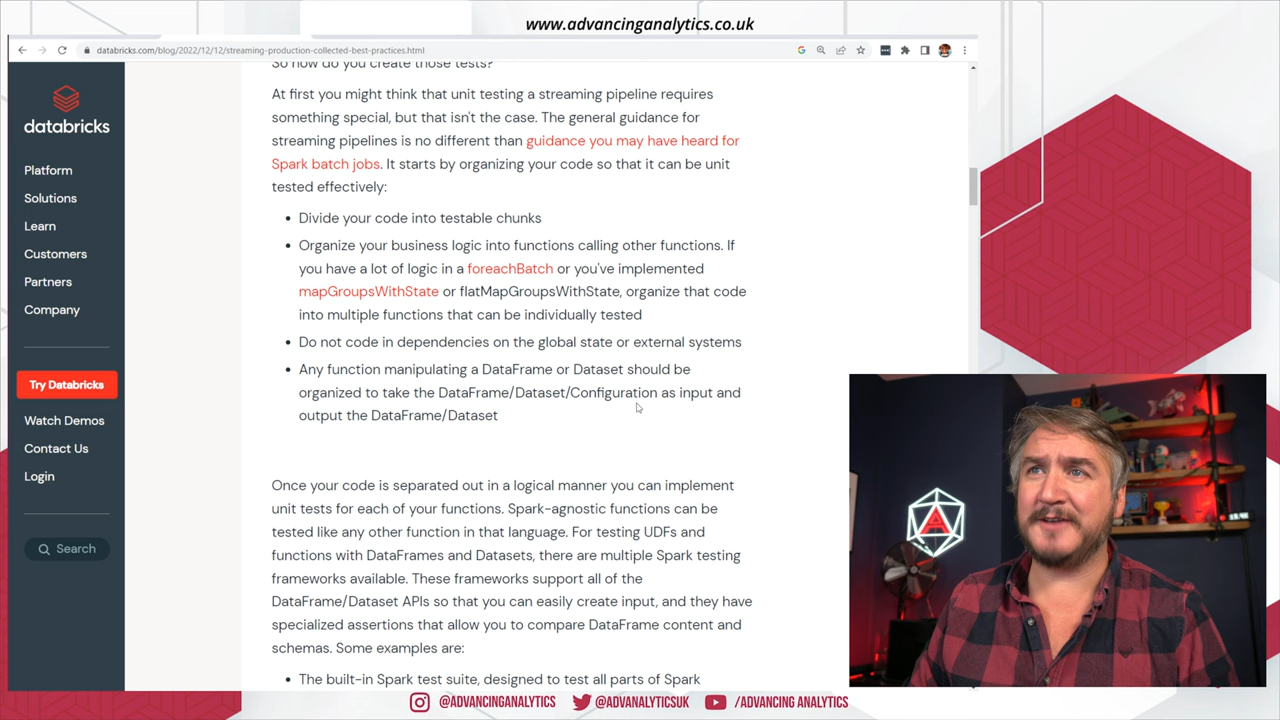 www.advancinganalytics.co.uk
databricks.com/blog/2022/12/12/streaming-production-collected-best-practices.html
databricks
Platform
Solutions
Learn
Customers
Partners
Company
Try Databricks
Watch Demos
Contact Us
Login
Search
So how do you create those tests?
At first you might think that unit testing a streaming pipeline requires
something special, but that isn't the case. The general guidance for
streaming pipelines is no different than guidance you may have heard for
Spark batch jobs. It starts by organizing your code so that it can be unit
tested effectively:
• Divide your code into testable chunks
• Organize your business logic into functions calling other functions. If
you have a lot of logic in a foreachBatch or you've implemented
mapGroupsWithState or flatMapGroupsWithState, organize that code
into multiple functions that can be individually tested
• Do not code in dependencies on the global state or external systems
• Any function manipulating a DataFrame or Dataset should be
organized to take the DataFrame/Dataset/Configuration as input and
output the DataFrame/Dataset
Once your code is separated out in a logical manner you can implement
unit tests for each of your functions. Spark-agnostic functions can be
tested like any other function in that language. For testing UDFs and
functions with DataFrames and Datasets, there are multiple Spark testing
frameworks available. These frameworks support all of the
DataFrame/Dataset APIs so that you can easily create input, and they have
specialized assertions that allow you to compare DataFrame content and
schemas. Some examples are:
• The built-in Spark test suite, designed to test all parts of Spark
A
@ADVANCINGANALYTICS
@ADVANALYTICSUK
/ADVANCING ANALYTICS